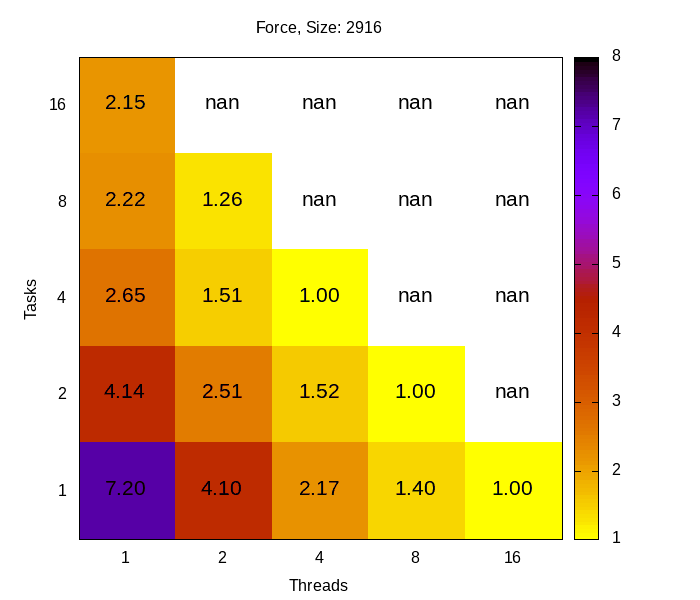 Force, Size: 2916
8
16 2.15 nan nan nan nan
7
8 2.22 1.26 nan nan nan
6
Tasks
4 2.65 1.51 1.00 nan nan
5
4
2 4.14 2.51 1.52 1.00 nan
3
2
1 7.20 4.10 2.17 1.40 1.00
1
1 2 4 8 16
Threads